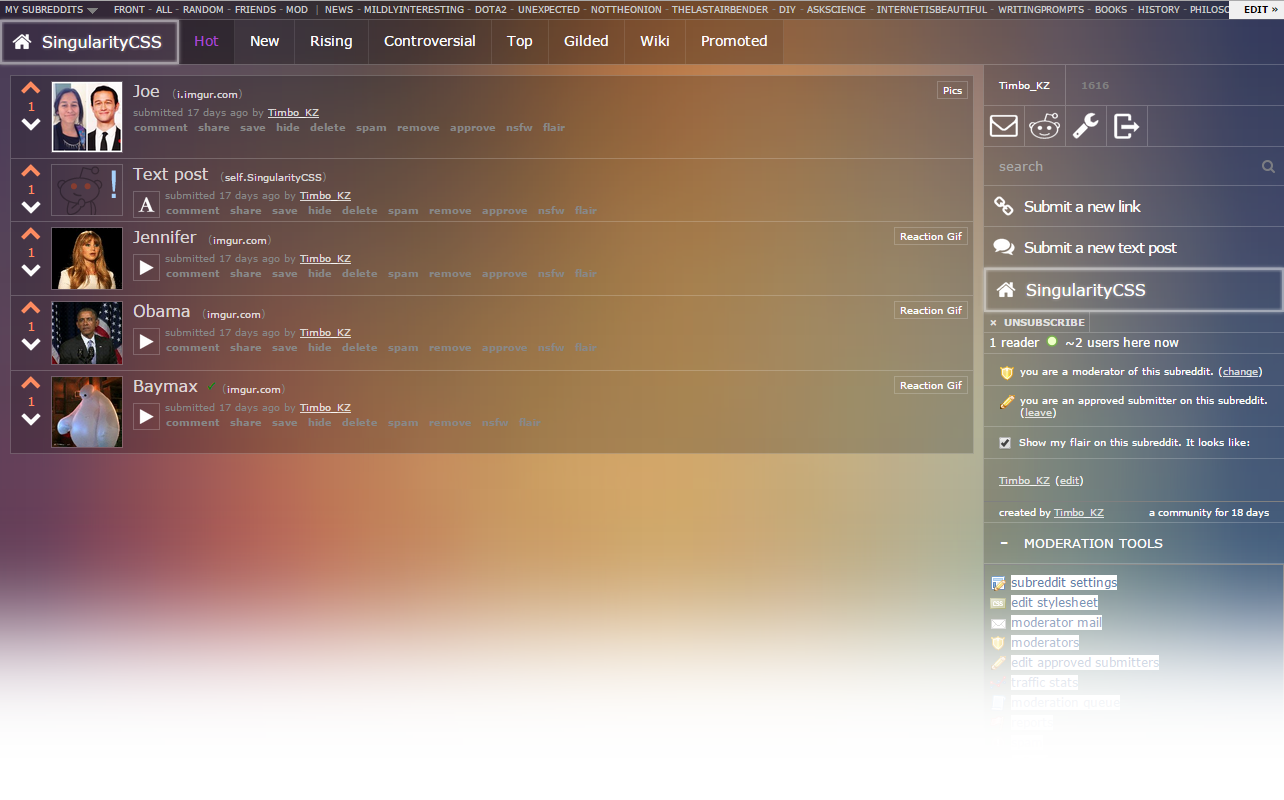 MY SUBREDDITS FRONT - ALL - RANDOM - FRIENDS - MOD | NEWS - MILDLYINTERESTING - DOTA2 - UNEXPECTED - NOTTHEONION - THELASTAIRBENDER - DIY - ASKSCIENCE - INTERNETISBEAUTIFUL - WRITINGPROMPTS - BOOKS - HISTORY - PHILOSO EDIT »
SingularityCSS Hot New Rising Controversial Top Gilded Wiki Promoted
1
Joe (i.imgur.com) Pics
submitted 17 days ago by Timbo_KZ
comment share save hide delete spam remove approve nsfw flair
1
Text post (self.SingularityCSS)
A submitted 17 days ago by Timbo_KZ
comment share save hide delete spam remove approve nsfw flair
1
Jennifer (imgur.com) Reaction Gif
submitted 17 days ago by Timbo_KZ
comment share save hide delete spam remove approve nsfw flair
1
Obama (imgur.com) Reaction Gif
submitted 17 days ago by Timbo_KZ
comment share save hide delete spam remove approve nsfw flair
1
Baymax (imgur.com) Reaction Gif
submitted 17 days ago by Timbo_KZ
comment share save hide delete spam remove nsfw flair
Timbo_KZ 1616
search
Submit a new link
Submit a new text post
SingularityCSS
× UNSUBSCRIBE
1 reader ~2 users here now
you are a moderator of this subreddit. (change)
you are an approved submitter on this subreddit.
(leave)
Show my flair on this subreddit. It looks like:
Timbo_KZ (edit)
created by Timbo_KZ a community for 18 days
- MODERATION TOOLS
subreddit settings
CSS edit stylesheet
moderator mail
moderators
edit approved submitters
traffic stats
moderation queue